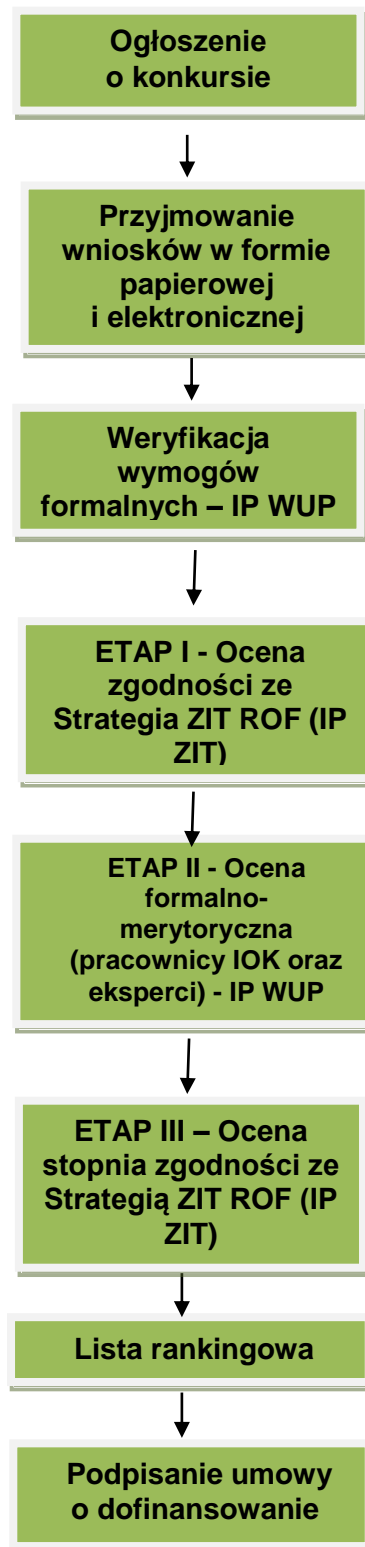 Ogłoszenie
o konkursie
Przyjmowanie
wniosków w formie
papierowej
i elektronicznej
Weryfikacja
wymogów
formalnych – IP WUP
ETAP I - Ocena
zgodności ze
Strategia ZIT ROF (IP
ZIT)
ETAP II - Ocena
formalno-
merytoryczna
(pracownicy IOK oraz
eksperci) - IP WUP
ETAP III – Ocena
stopnia zgodności ze
Strategią ZIT ROF (IP
ZIT)
Lista rankingowa
Podpisanie umowy
o dofinansowanie